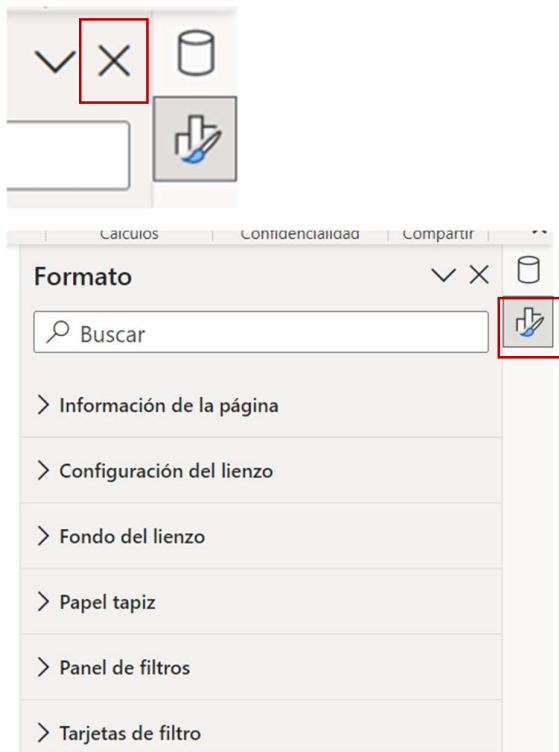 Cálculos Confidencialidad Compartir
Formato
Buscar
Información de la página
Configuración del lienzo
Fondo del lienzo
Papel tapiz
Panel de filtros
Tarjetas de filtro